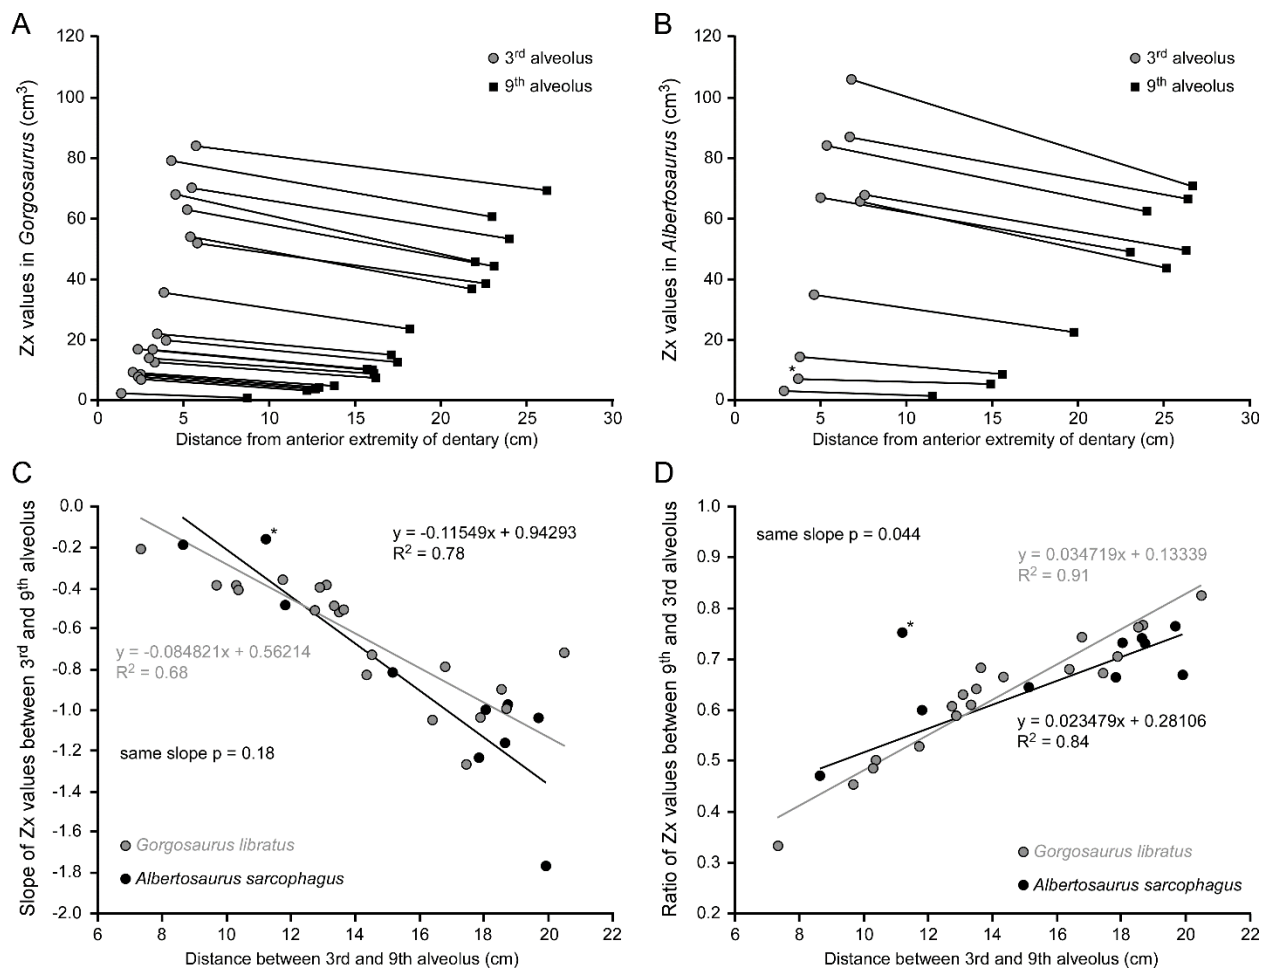 A
Zx values in Gorgosaurus (cm³)
120
100
80
60
40
20
0
0 5 10 15 20 25 30
Distance from anterior extremity of dentary (cm)
3rd alveolus
9th alveolus
B
Zx values in Albertosaurus (cm³)
120
100
80
60
40
20
0
0 5 10 15 20 25 30
Distance from anterior extremity of dentary (cm)
3rd alveolus
9th alveolus
*
C
Slope of Zx values between 3rd and 9th alveolus
0.0
-0.2
-0.4
-0.6
-0.8
-1.0
-1.2
-1.4
-1.6
-1.8
-2.0
6 8 10 12 14 16 18 20 22
Distance between 3rd and 9th alveolus (cm)
*
y = -0.11549x + 0.94293
R² = 0.78
y = -0.084821x + 0.56214
R² = 0.68
same slope p = 0.18
Gorgosaurus libratus
Albertosaurus sarcophagus
D
Ratio of Zx values between 9th and 3rd alveolus
1.0
0.9
0.8
0.7
0.6
0.5
0.4
0.3
0.2
6 8 10 12 14 16 18 20 22
Distance between 3rd and 9th alveolus (cm)
same slope p = 0.044
y = 0.034719x + 0.13339
R² = 0.91
*
y = 0.023479x + 0.28106
R² = 0.84
Gorgosaurus libratus
Albertosaurus sarcophagus